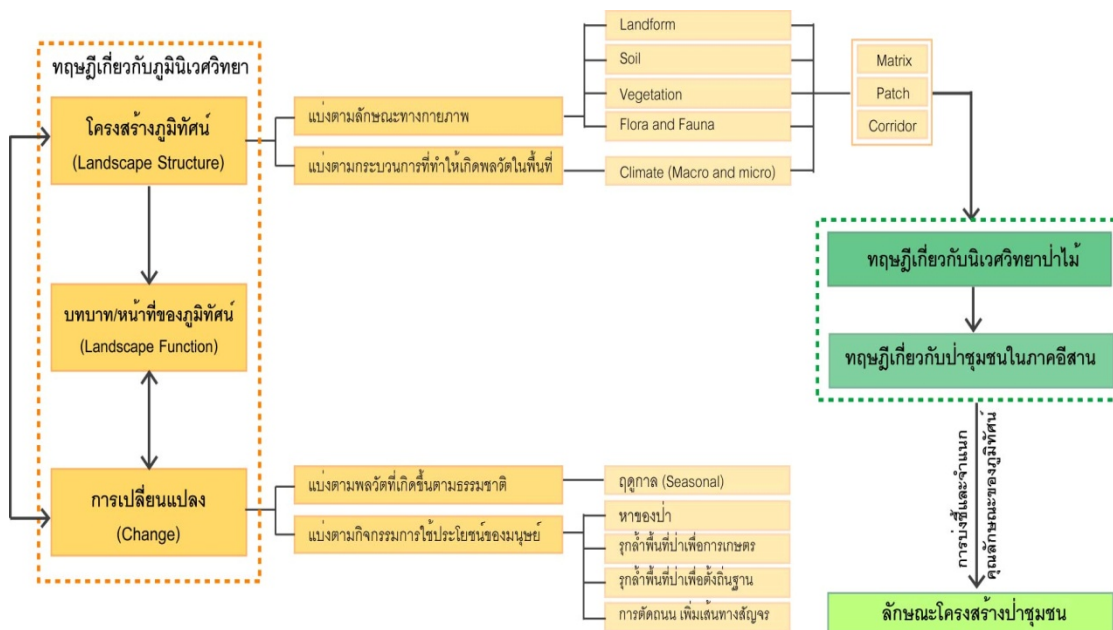 ทฤษฎีเกี่ยวกับภูมินิเวศวิทยา
โครงสร้างภูมิทัศน์
(Landscape Structure)
บทบาท/หน้าที่ของภูมิทัศน์
(Landscape Function)
การเปลี่ยนแปลง
(Change)
แบ่งตามลักษณะทางกายภาพ
แบ่งตามกระบวนการที่ทำให้เกิดพลวัตในพื้นที่
Landform
Soil
Vegetation
Flora and Fauna
Climate (Macro and micro)
Matrix
Patch
Corridor
แบ่งตามพลวัตที่เกิดขึ้นตามธรรมชาติ
แบ่งตามกิจกรรมการใช้ประโยชน์ของมนุษย์
ฤดูกาล (Seasonal)
หาของป่า
รุกล้ำพื้นที่ป่าเพื่อการเกษตร
รุกล้ำพื้นที่ป่าเพื่อตั้งถิ่นฐาน
การตัดถนน เพิ่มเส้นทางสัญจร
ทฤษฎีเกี่ยวกับนิเวศวิทยาป่าไม้
ทฤษฎีเกี่ยวกับป่าชุมชนในภาคอีสาน
การบ่งชี้และจำแนก
คุณลักษณะของภูมิทัศน์
ลักษณะโครงสร้างป่าชุมชน